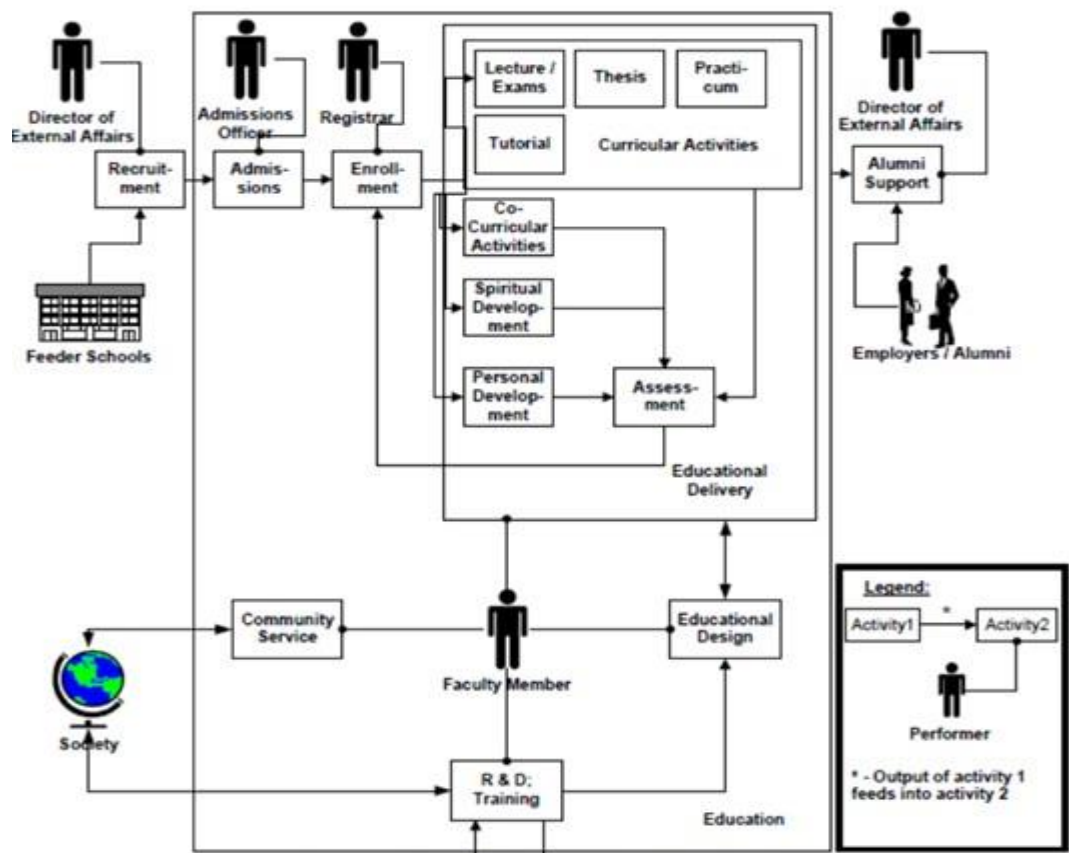 Director of
External Affairs
Recruit-
ment
Feeder Schools
Admissions
Officer
Admis-
sions
Registrar
Enroll-
ment
Lecture /
Exams
Thesis
Practi-
cum
Tutorial
Curricular Activities
Co-
Curricular
Activities
Spiritual
Develop-
ment
Personal
Develop-
ment
Assess-
ment
Educational
Delivery
Director of
External Affairs
Alumni
Support
Employers / Alumni
Community
Service
Faculty Member
Educational
Design
Society
R & D;
Training
Education
Legend:
Activity1
*
Activity2
Performer
* - Output of activity 1
feeds into activity 2